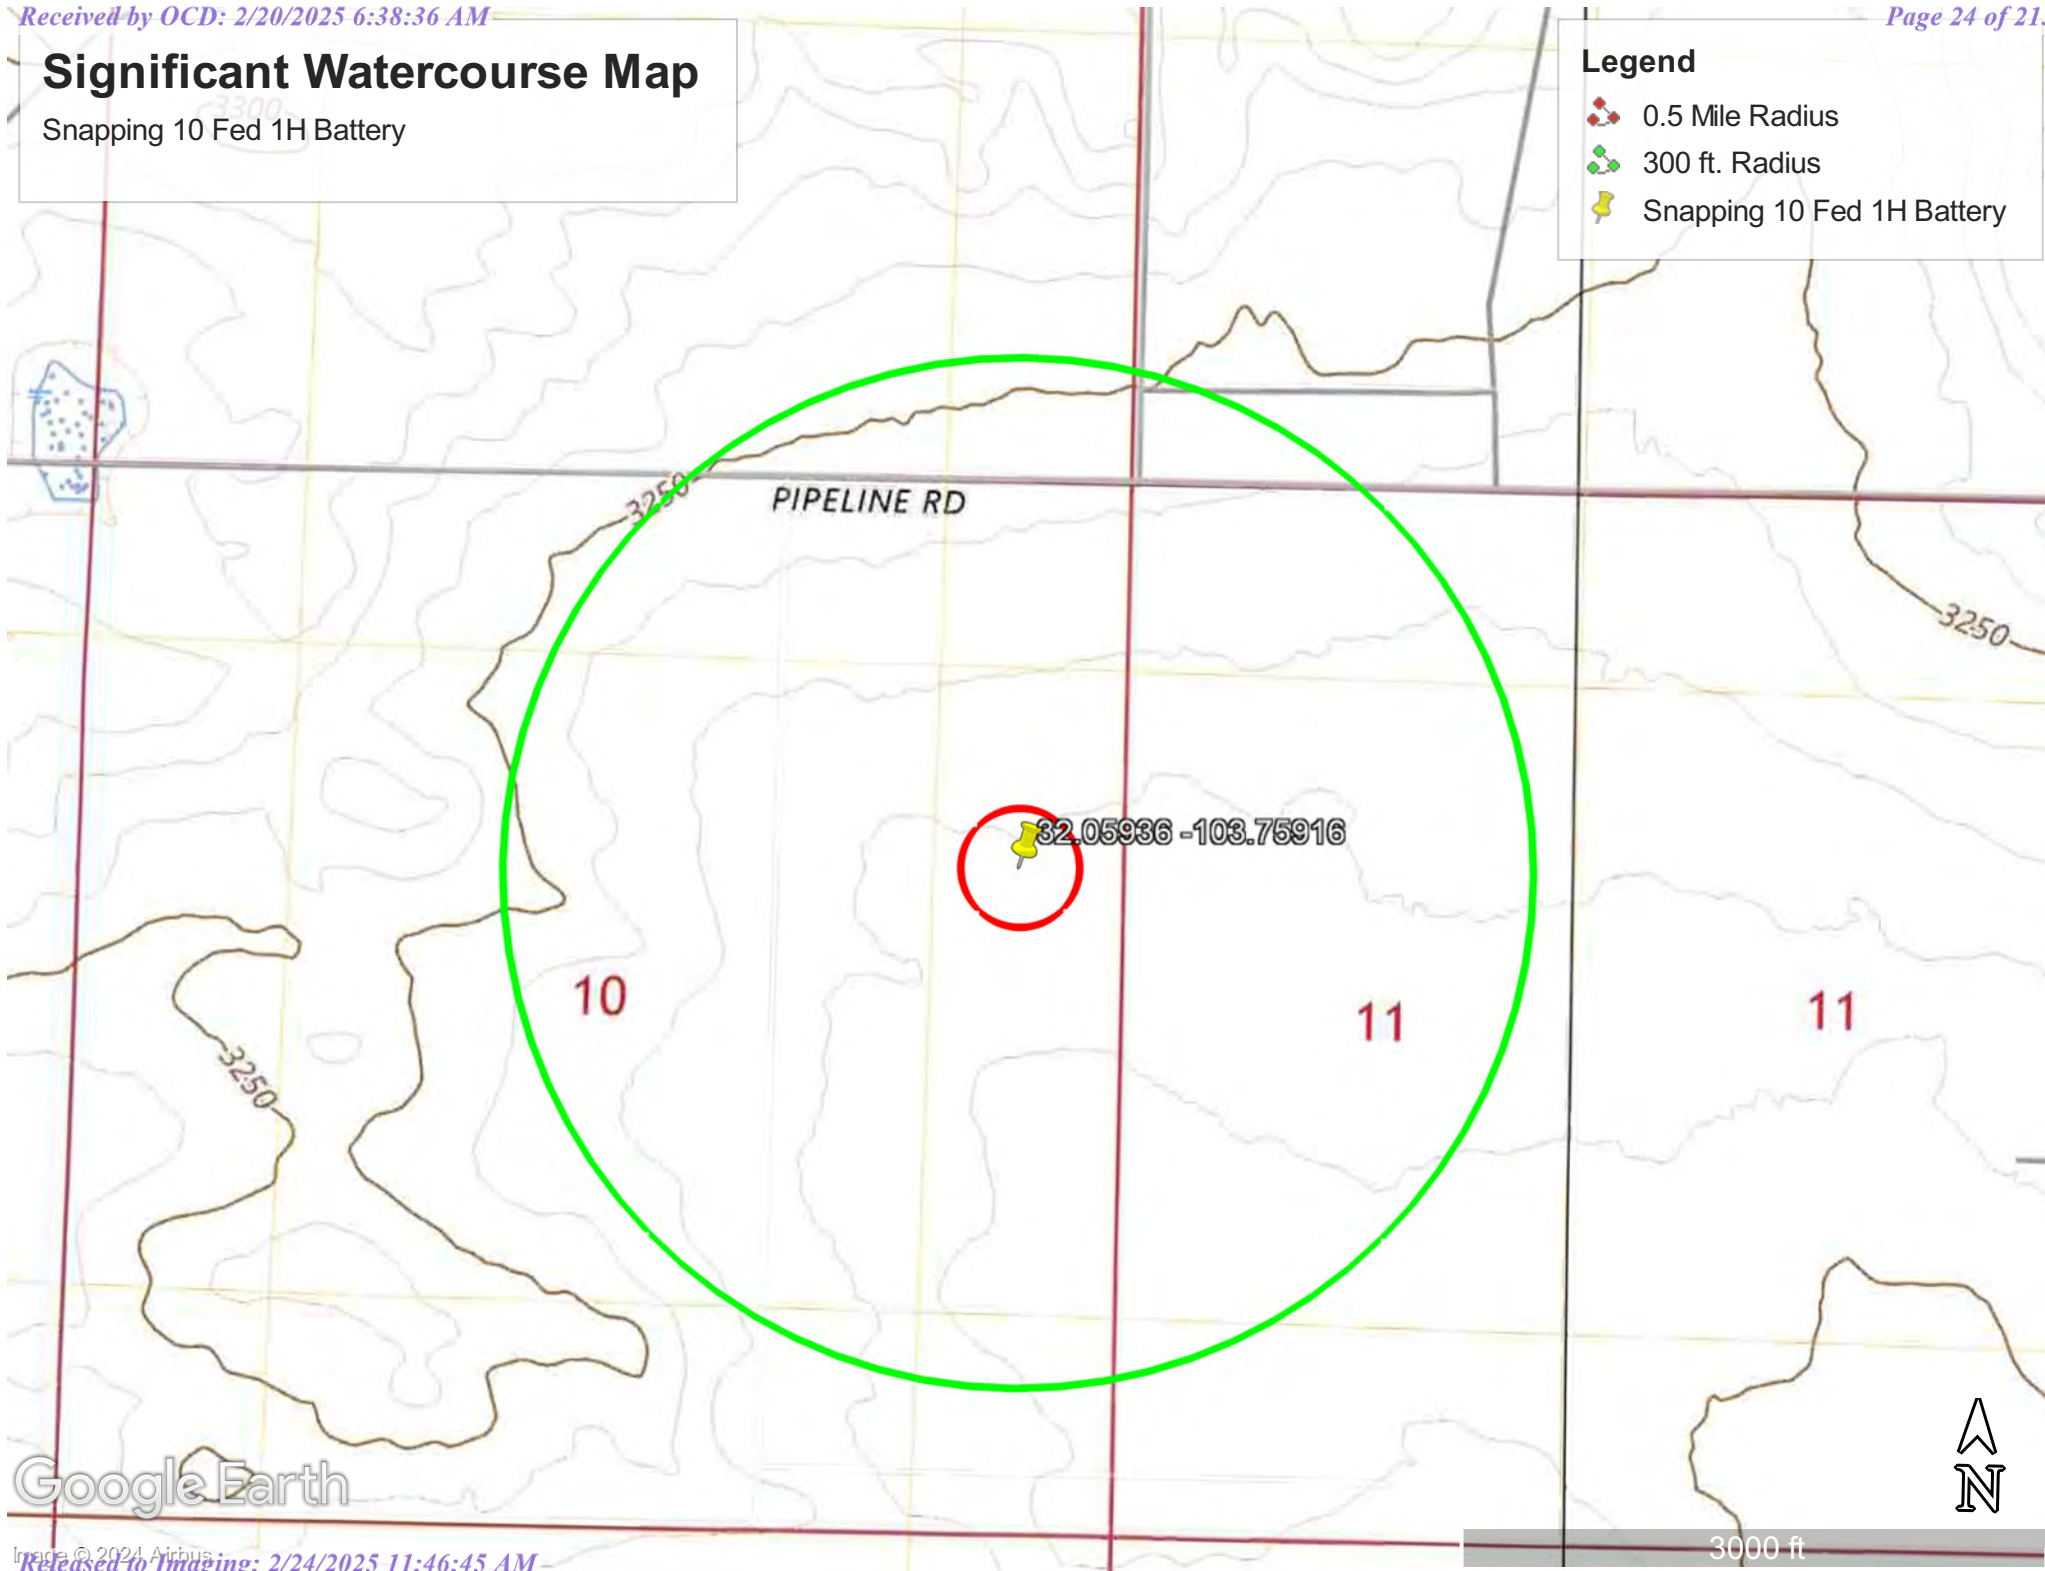 Received by OCD: 2/20/2025 6:38:36 AM
Page 24 of 21
Significant Watercourse Map
Snapping 10 Fed 1H Battery
3300
Legend
0.5 Mile Radius
300 ft. Radius
Snapping 10 Fed 1H Battery
3250
PIPELINE RD
3250
32.05936 -103.75916
10
11
11
3250
Google Earth
N
3000 ft
Image © 2024 Airbus
Released to Imaging: 2/24/2025 11:46:45 AM